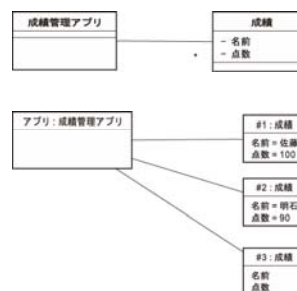 成績管理アプリ
成績
- 名前
- 点数
アプリ : 成績管理アプリ
#1 : 成績
名前 = 佐藤
点数 = 100
#2 : 成績
名前 = 明石
点数 = 90
#3 : 成績
名前
点数